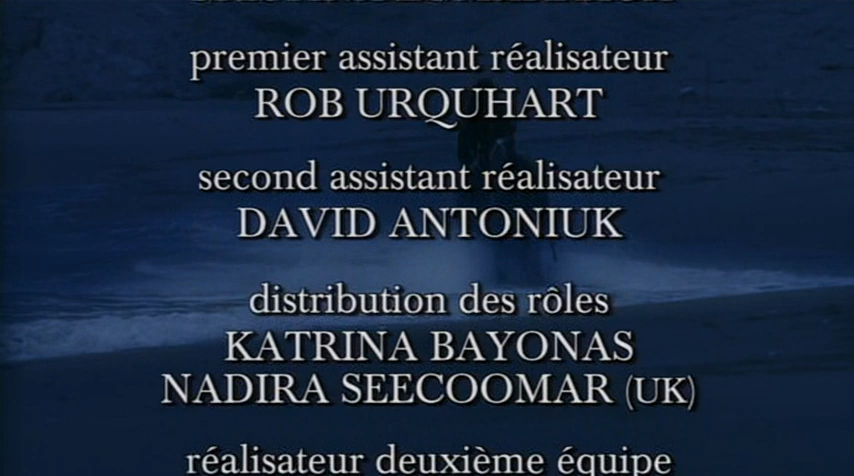 premier assistant réalisateur
ROB URQUHART
second assistant réalisateur
DAVID ANTONIUK
distribution des rôles
KATRINA BAYONAS
NADIRA SEECOOMAR (UK)
réalisateur deuxième équipe